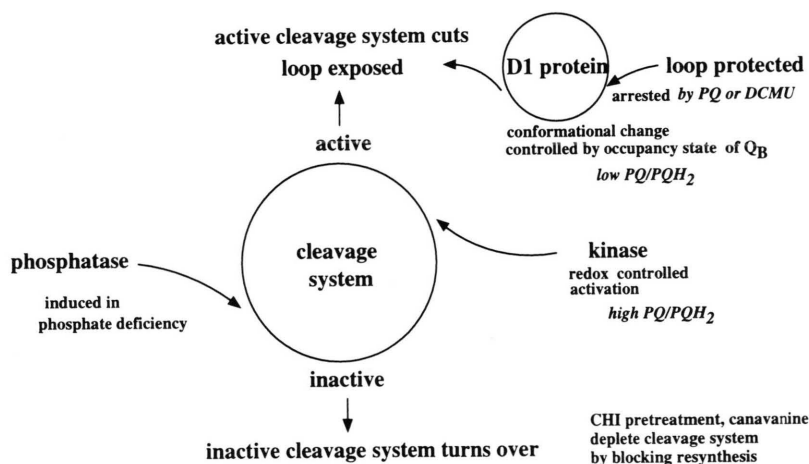 active cleavage system cuts
loop exposed
D1 protein
loop protected
arrested by PQ or DCMU
conformational change
controlled by occupancy state of QB
low PQ/PQH2
active
cleavage
system
phosphatase
induced in
phosphate deficiency
kinase
redox controlled
activation
high PQ/PQH2
inactive
inactive cleavage system turns over
CHI pretreatment, canavanine
deplete cleavage system
by blocking resynthesis